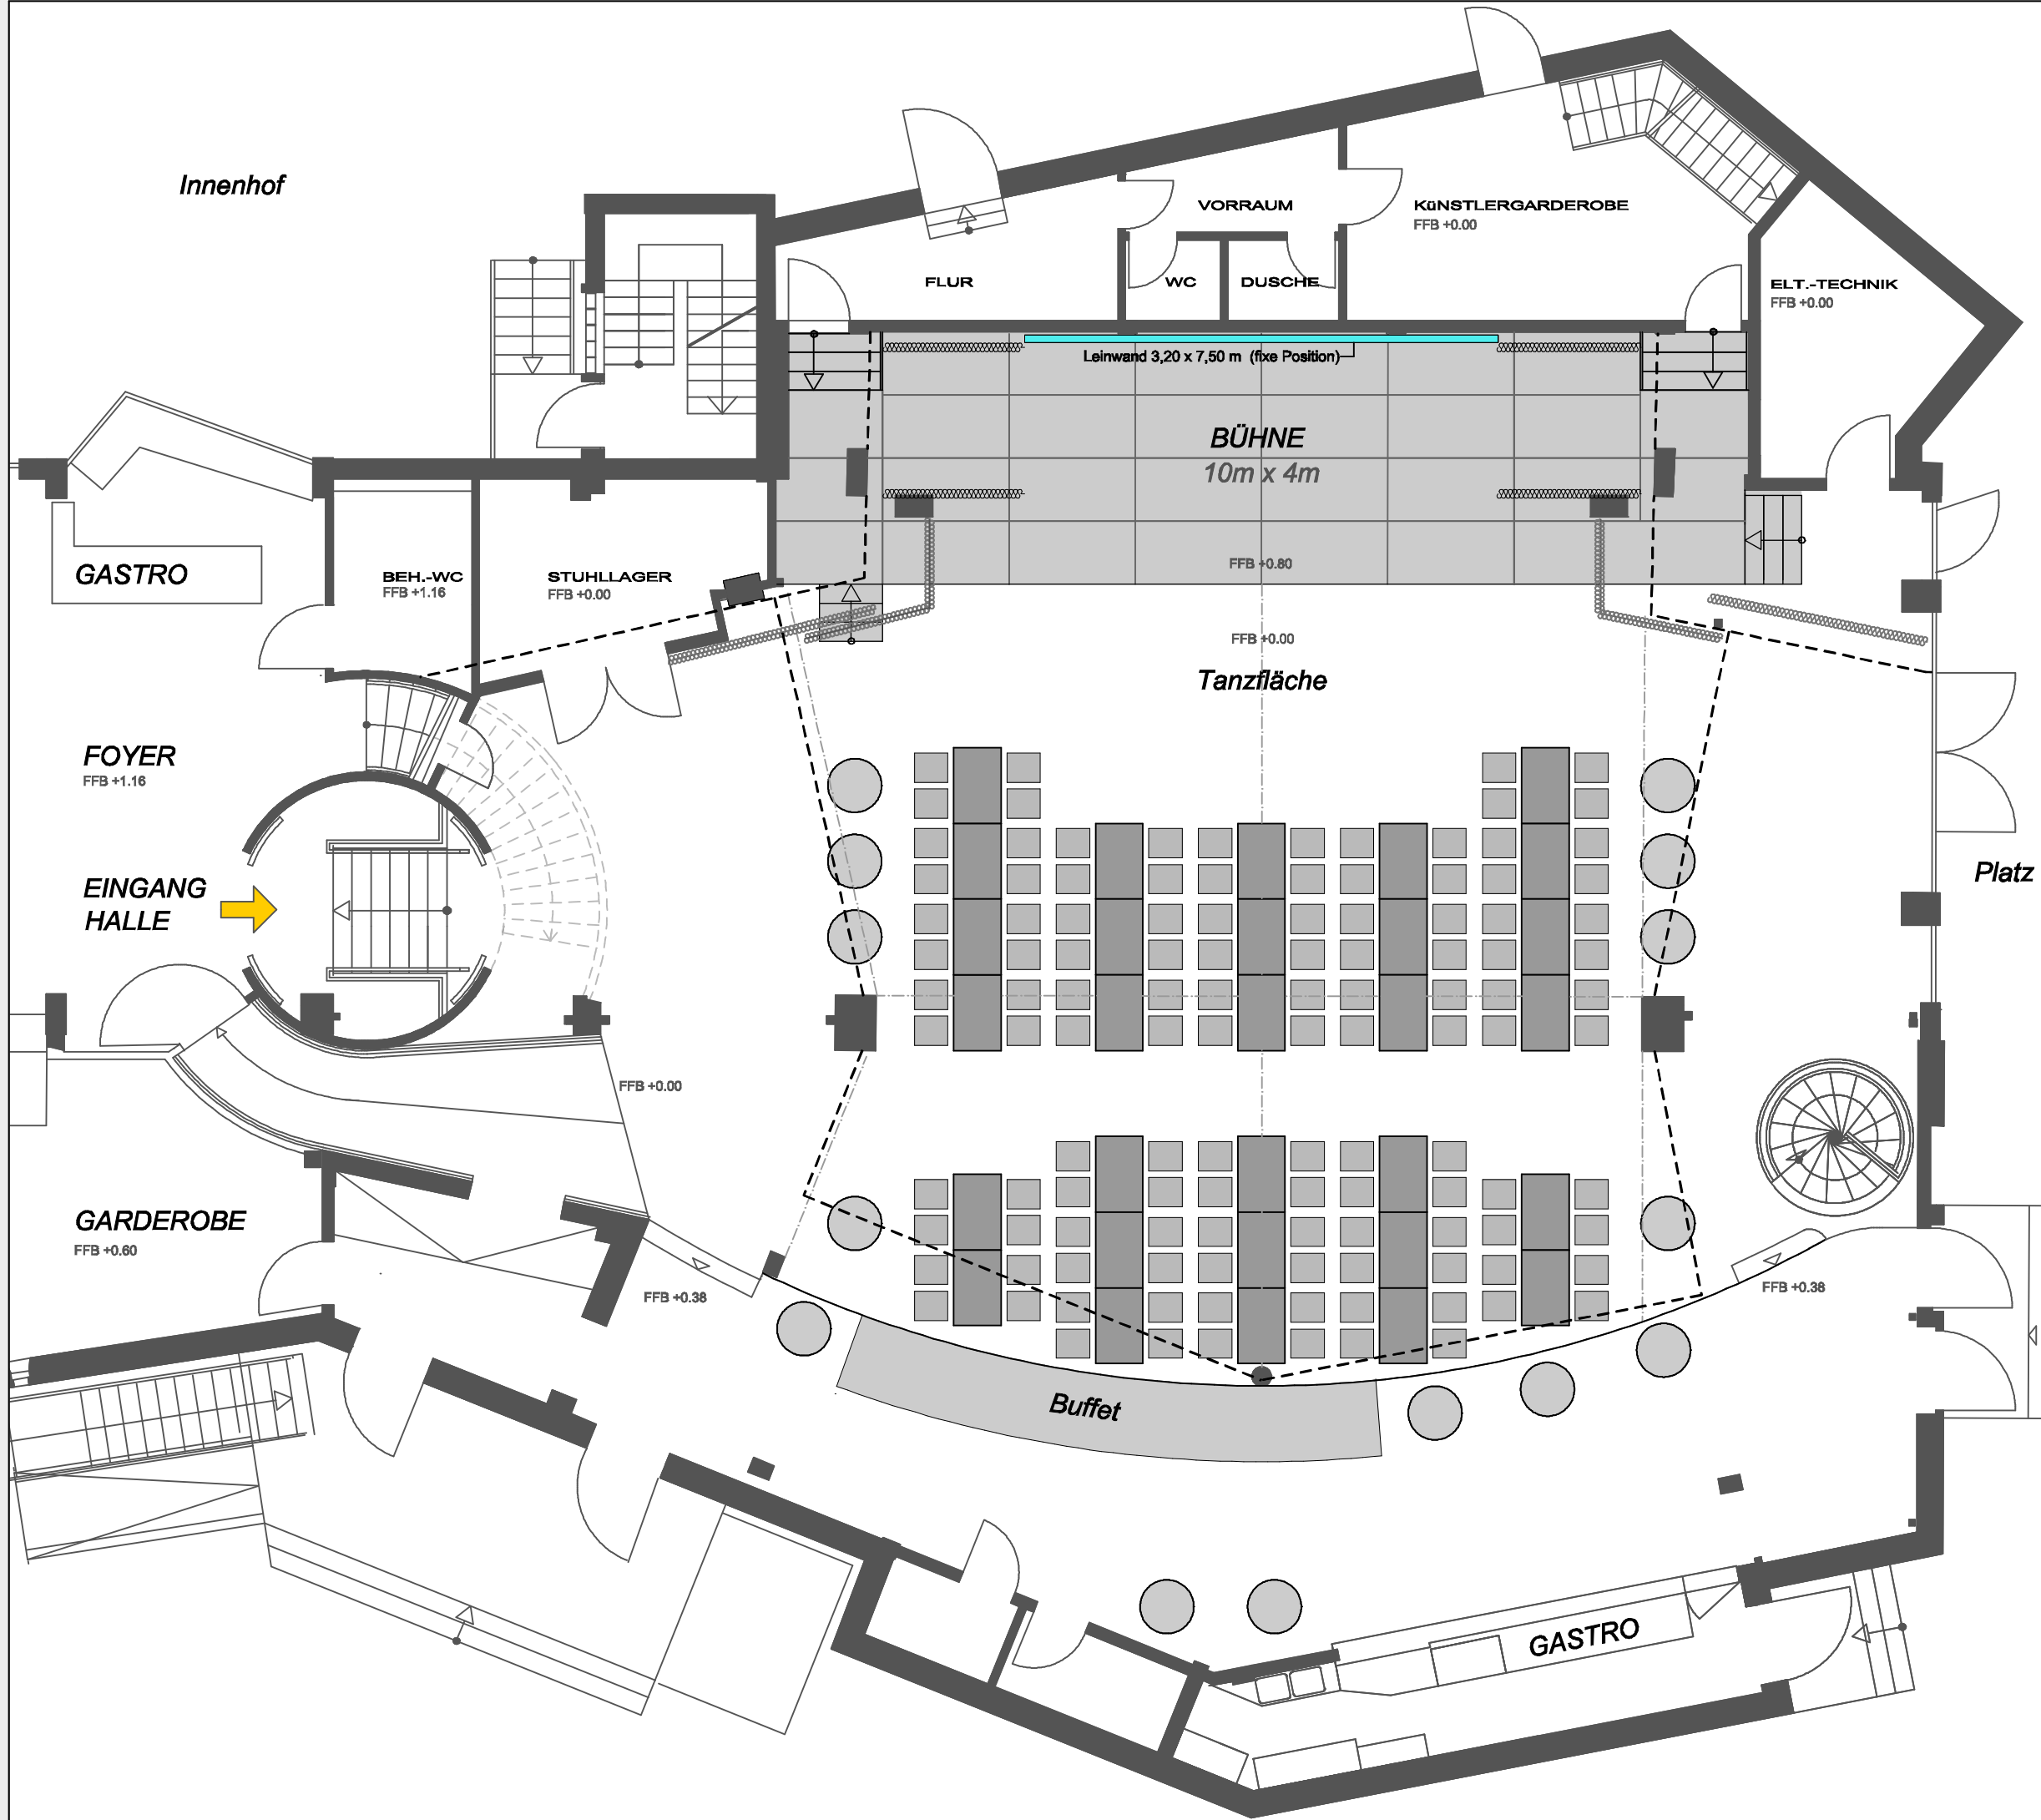 Innenhof
VORRAUM
KüNSTLERGARDEROBE
FFB +0.00
FLUR
WC
DUSCHE
ELT.-TECHNIK
FFB +0.00
Leinwand 3,20 x 7,50 m (fixe Position)
BÜHNE
10m x 4m
GASTRO
BEH.-WC
FFB +1.16
STUHLLAGER
FFB +0.00
FFB +0.80
FFB +0.00
Tanzfläche
FOYER
FFB +1.16
EINGANG
HALLE
Platz
FFB +0.00
GARDEROBE
FFB +0.60
FFB +0.38
FFB +0.38
Buffet
GASTRO